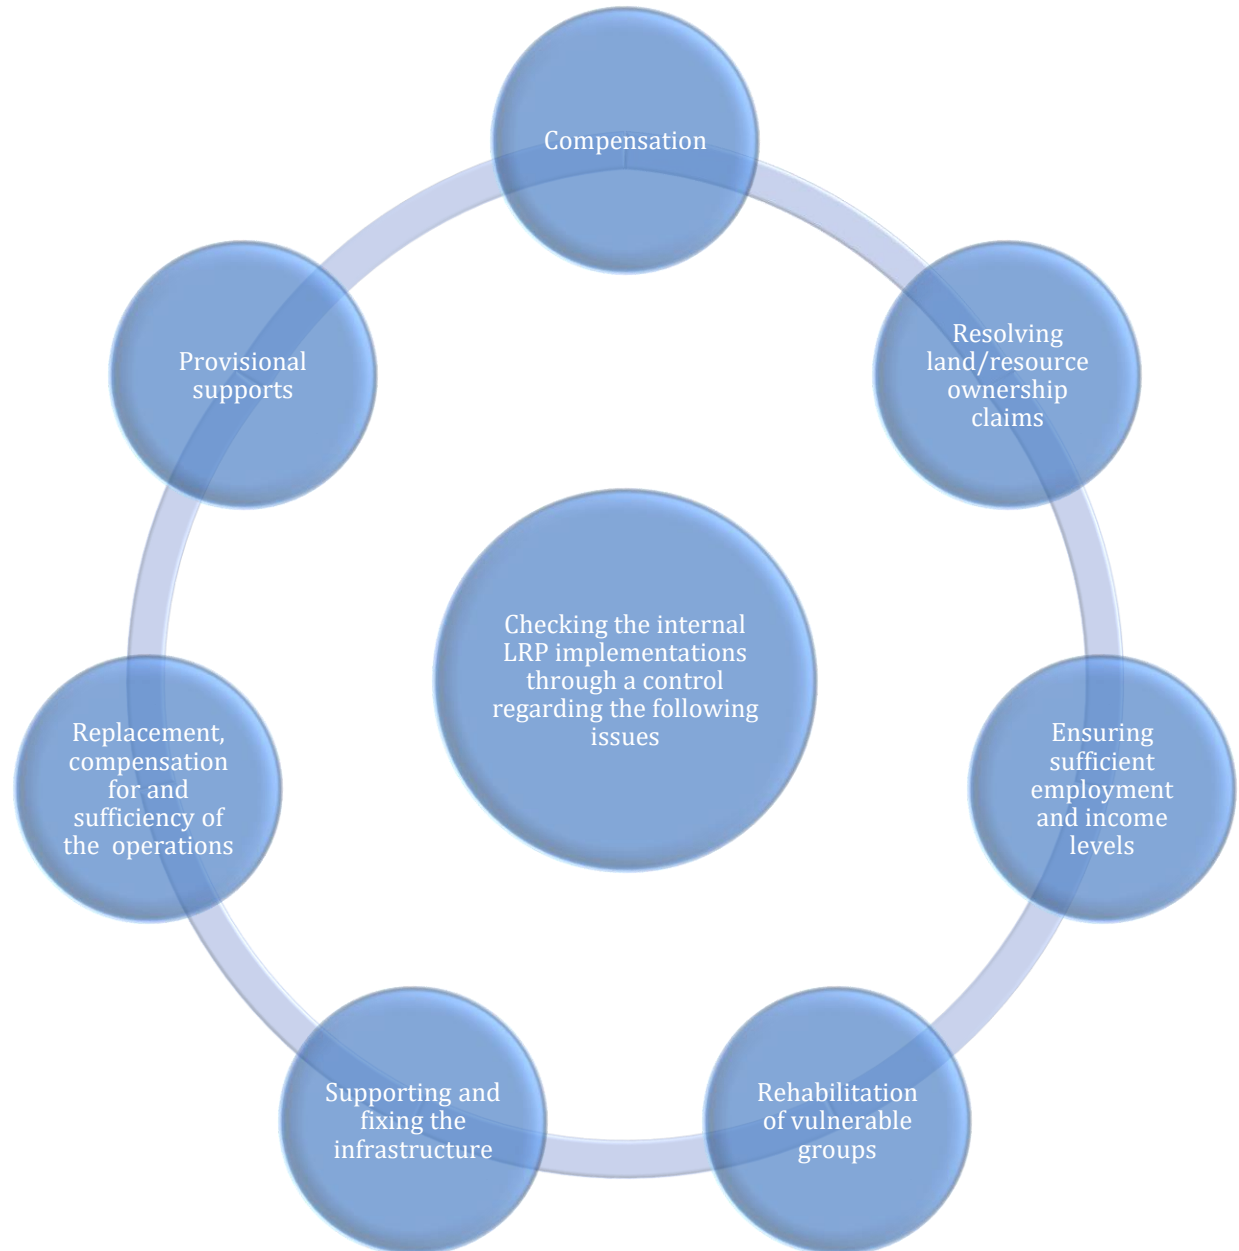 Compensation
Resolving
land/resource
ownership
claims
Ensuring
sufficient
employment
and income
levels
Rehabilitation
of vulnerable
groups
Supporting and
fixing the
infrastructure
Replacement,
compensation
for and
sufficiency of
the  operations
Provisional
supports
Checking the internal
LRP implementations
through a control
regarding the following
issues